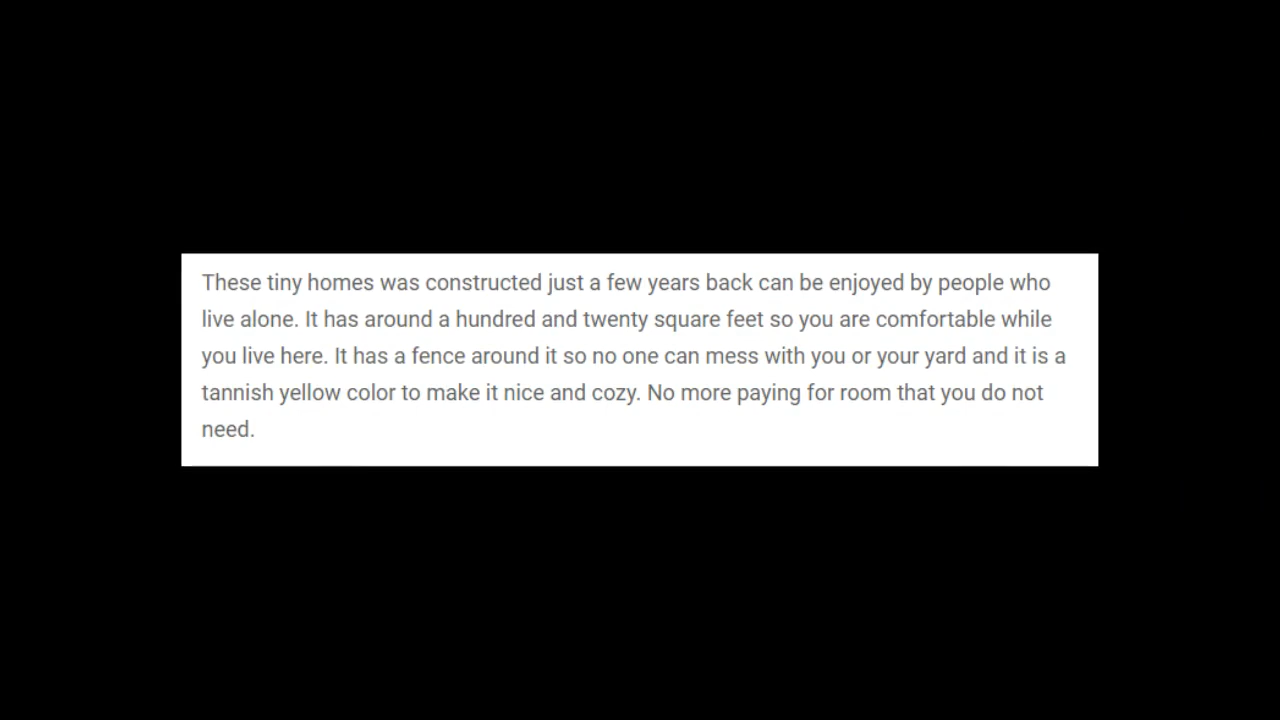 These tiny homes was constructed just a few years back can be enjoyed by people who
live alone. It has around a hundred and twenty square feet so you are comfortable while
you live here. It has a fence around it so no one can mess with you or your yard and it is a
tannish yellow color to make it nice and cozy. No more paying for room that you do not
need.